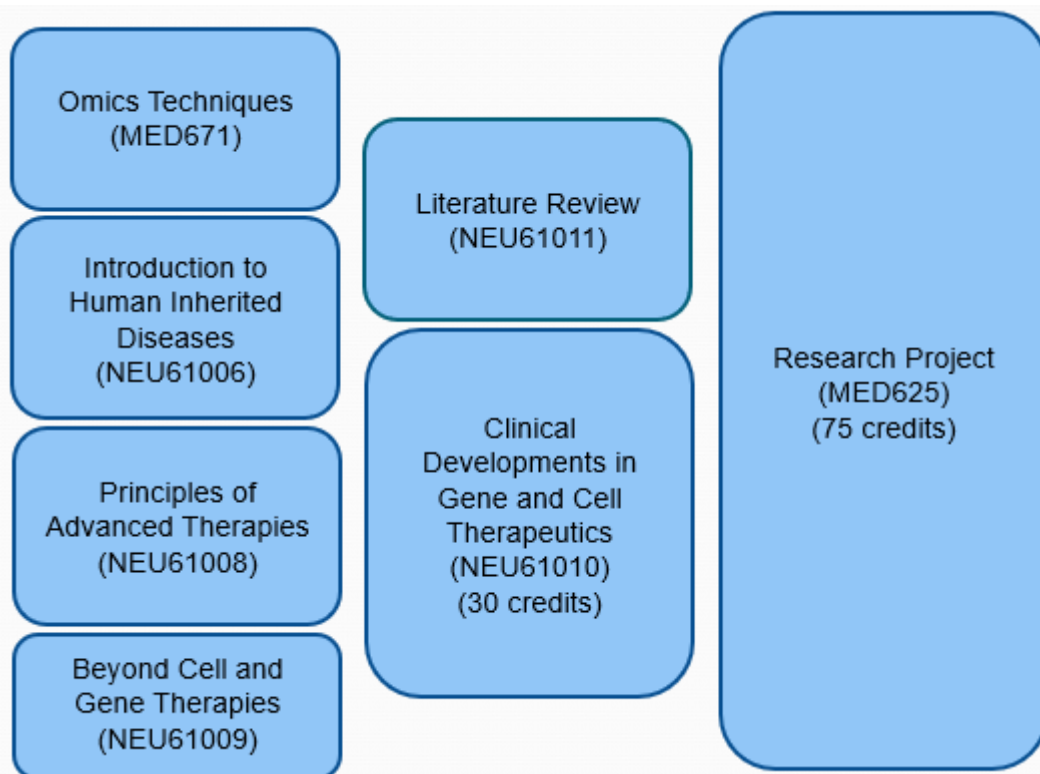 Omics Techniques
(MED671)
Introduction to
Human Inherited
Diseases
(NEU61006)
Principles of
Advanced Therapies
(NEU61008)
Beyond Cell and
Gene Therapies
(NEU61009)
Literature Review
(NEU61011)
Clinical
Developments in
Gene and Cell
Therapeutics
(NEU61010)
(30 credits)
Research Project
(MED625)
(75 credits)